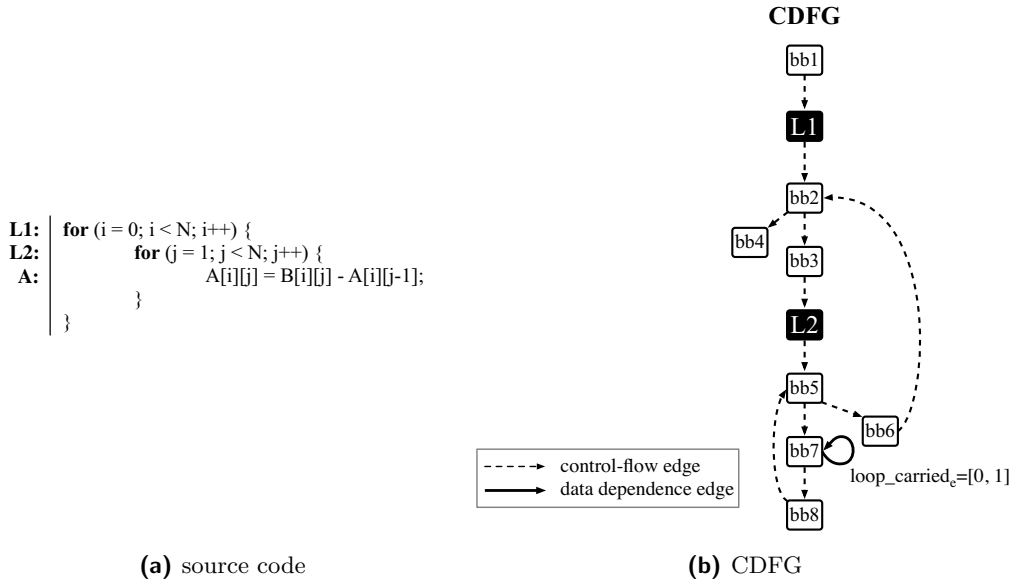 CDFG
bb1
L1
bb2
bb4
bb3
L1: for (i = 0; i < N; i++) {
L2: for (j = 1; j < N; j++) {
A: A[i][j] = B[i][j] - A[i][j-1];
}
}
L2
bb5
bb6
bb7
loop_carriedₑ=[0, 1]
bb8
control-flow edge
data dependence edge
(a) source code
(b) CDFG